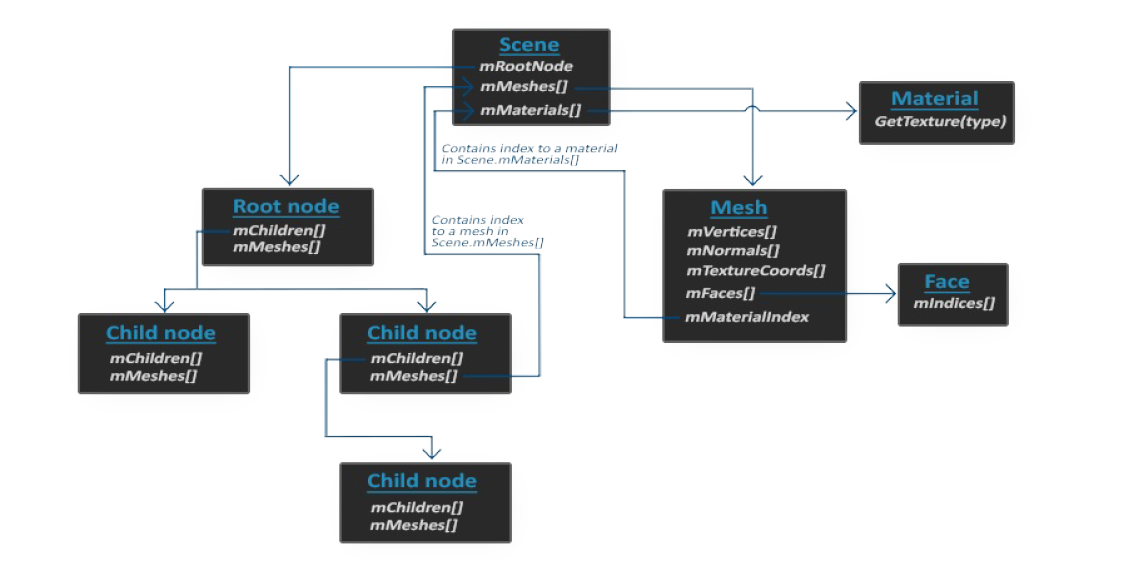 Scene
mRootNode
mMeshes[]
mMaterials[]
Material
GetTexture(type)
Contains index to a material
in Scene.mMaterials[]
Root node
mChildren[]
mMeshes[]
Contains index
to a mesh in
Scene.mMeshes[]
Mesh
mVertices[]
mNormals[]
mTextureCoords[]
mFaces[]
mMaterialIndex
Face
mIndices[]
Child node
mChildren[]
mMeshes[]
Child node
mChildren[]
mMeshes[]
Child node
mChildren[]
mMeshes[]